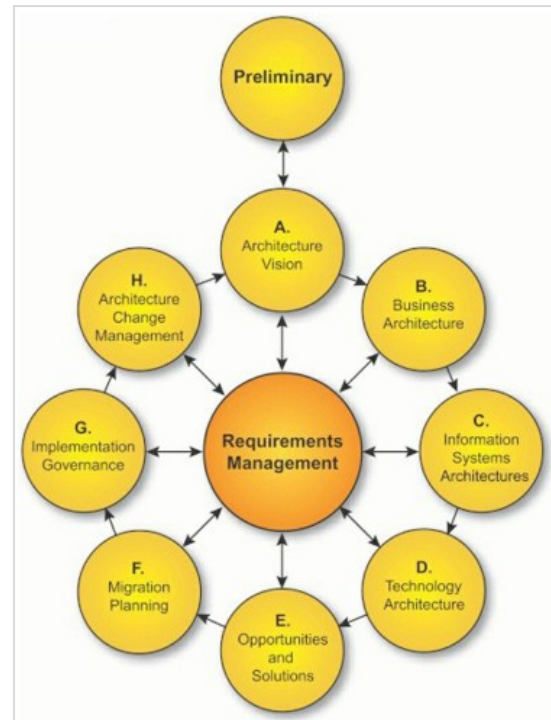 Preliminary
A.
Architecture
Vision
B.
Business
Architecture
C.
Information
Systems
Architectures
D.
Technology
Architecture
E.
Opportunities
and
Solutions
F.
Migration
Planning
G.
Implementation
Governance
H.
Architecture
Change
Management
Requirements
Management